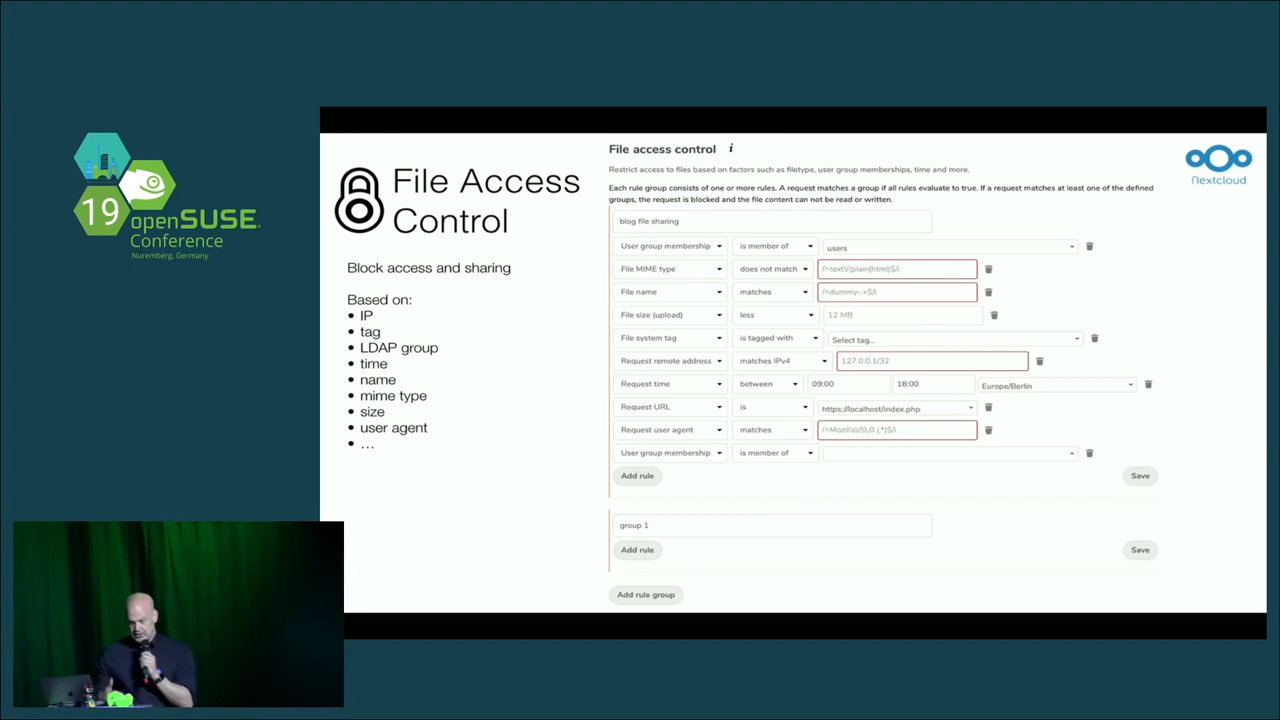 19
openSUSE
Conference
Nuremberg, Germany
File Access
Control
Block access and sharing
Based on:
• IP
• tag
• LDAP group
• time
• name
• mime type
• size
• user agent
• ...
File access control i
Restrict access to files based on factors such as filetype, user group memberships, time and more.
Each rule group consists of one or more rules. A request matches a group if all rules evaluate to true. If a request matches at least one of the defined
groups, the request is blocked and the file content can not be read or written.
blog file sharing
User group membership is member of users
File MIME type does not match /^text\/(plain|html)$/i
File name matches /^dummy-.+$/i
File size (upload) less 12 MB
File system tag is tagged with Select tag...
Request remote address matches IPv4 127.0.0.1/32
Request time between 09:00 18:00 Europe/Berlin
Request URL is https://localhost/index.php
Request user agent matches /^Mozilla\/5\.0 (.*)$/i
User group membership is member of
Add rule Save
group 1
Add rule Save
Add rule group
Nextcloud